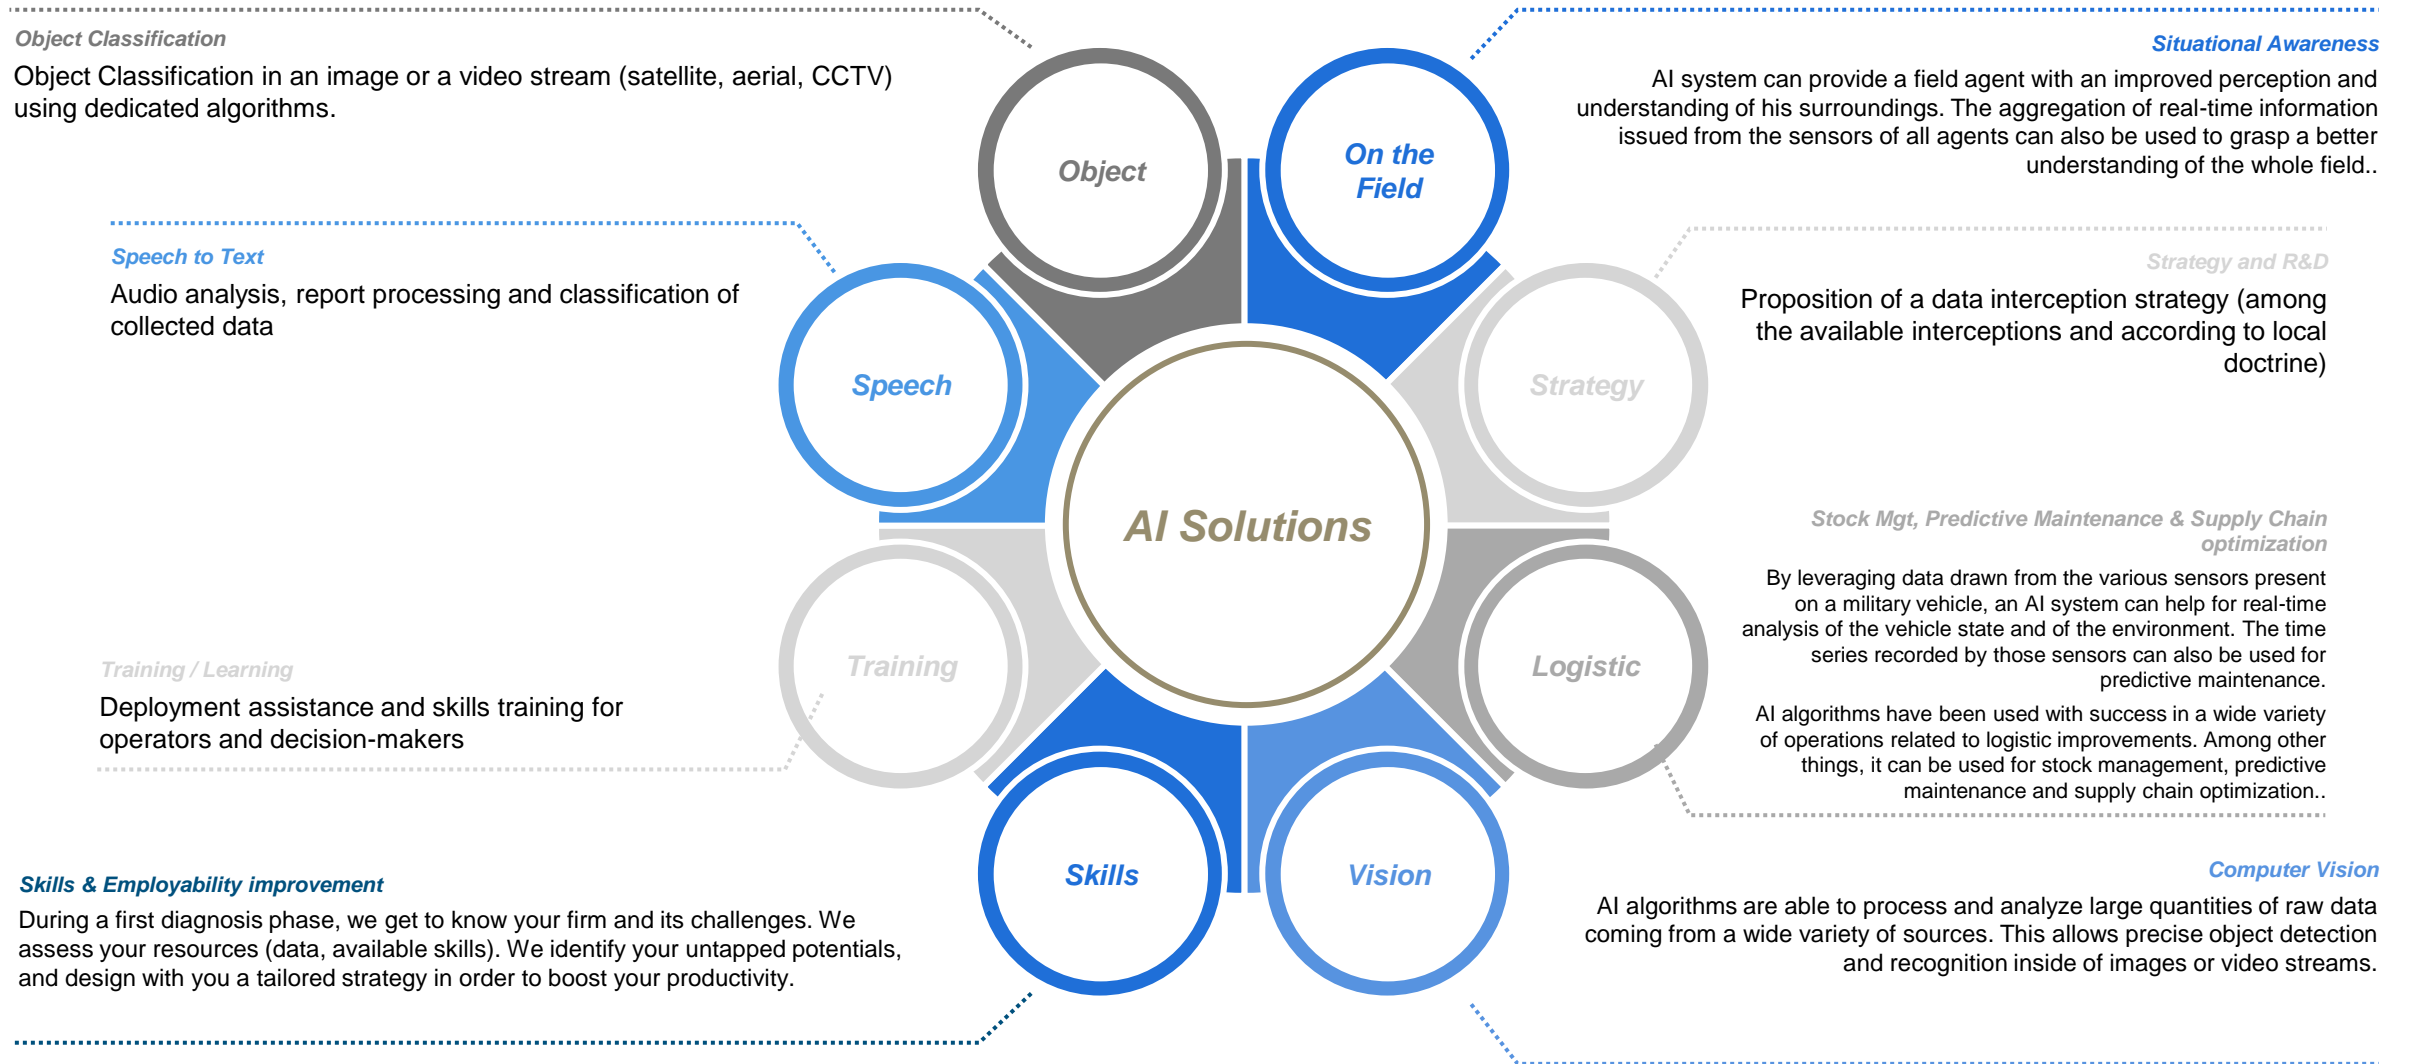 Object Classification
Object Classification in an image or a video stream (satellite, aerial, CCTV)
using dedicated algorithms.
Situational Awareness
AI system can provide a field agent with an improved perception and
understanding of his surroundings. The aggregation of real-time information
issued from the sensors of all agents can also be used to grasp a better
understanding of the whole field..
Object
On the
Field
Speech to Text
Audio analysis, report processing and classification of
collected data
Strategy and R&D
Proposition of a data interception strategy (among
the available interceptions and according to local
doctrine)
Speech
Strategy
AI Solutions
Stock Mgt, Predictive Maintenance & Supply Chain
optimization
By leveraging data drawn from the various sensors present
on a military vehicle, an AI system can help for real-time
analysis of the vehicle state and of the environment. The time
series recorded by those sensors can also be used for
predictive maintenance.
AI algorithms have been used with success in a wide variety
of operations related to logistic improvements. Among other
things, it can be used for stock management, predictive
maintenance and supply chain optimization..
Training / Learning
Deployment assistance and skills training for
operators and decision-makers
Training
Logistic
Skills
Vision
Skills & Employability improvement
During a first diagnosis phase, we get to know your firm and its challenges. We
assess your resources (data, available skills). We identify your untapped potentials,
and design with you a tailored strategy in order to boost your productivity.
Computer Vision
AI algorithms are able to process and analyze large quantities of raw data
coming from a wide variety of sources. This allows precise object detection
and recognition inside of images or video streams.